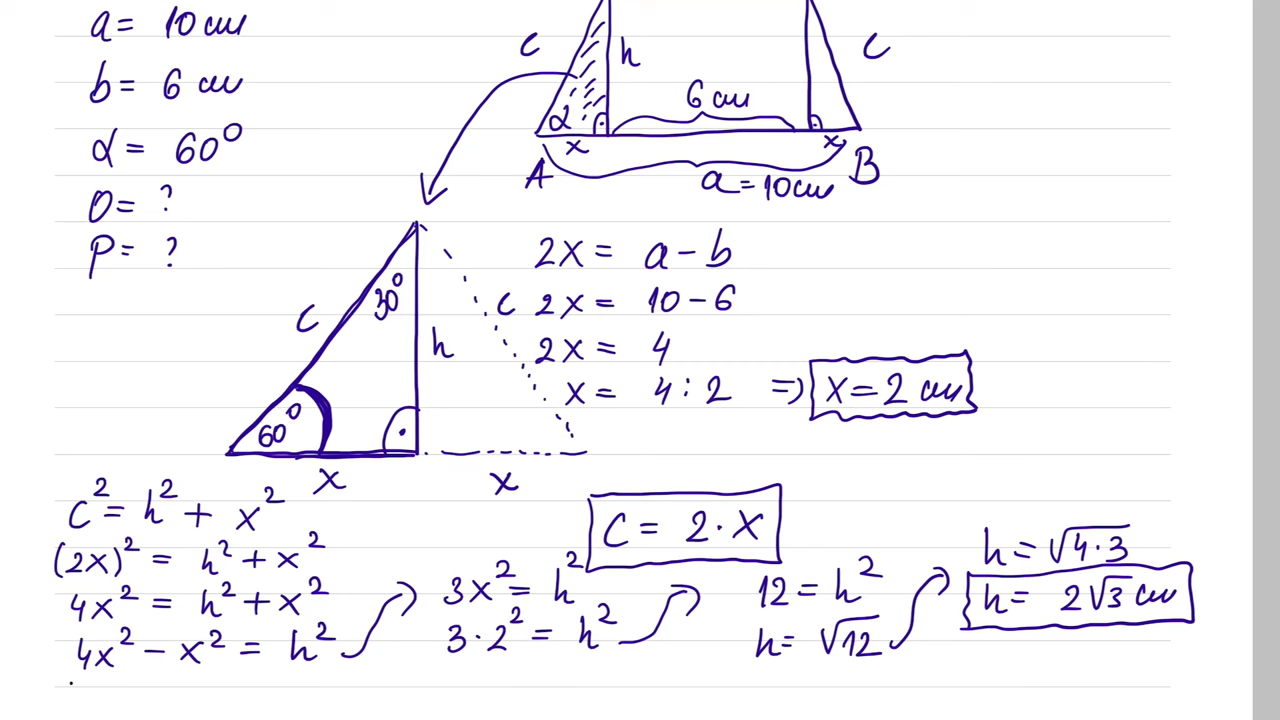 a = 10 cm
b = 6 cm
α = 60°
O = ?
P = ?
c
h
c
6 cm
α
x
x
A
B
a = 10 cm
30°
c
h
c
60°
x
x
2x = a - b
2x = 10 - 6
2x = 4
x = 4 : 2 => x = 2 cm
c = 2 · x
c² = h² + x²
(2x)² = h² + x²
4x² = h² + x²
4x² - x² = h²
3x² = h²
3 · 2² = h²
12 = h²
h = √12
h = √4·3
h = 2√3 cm